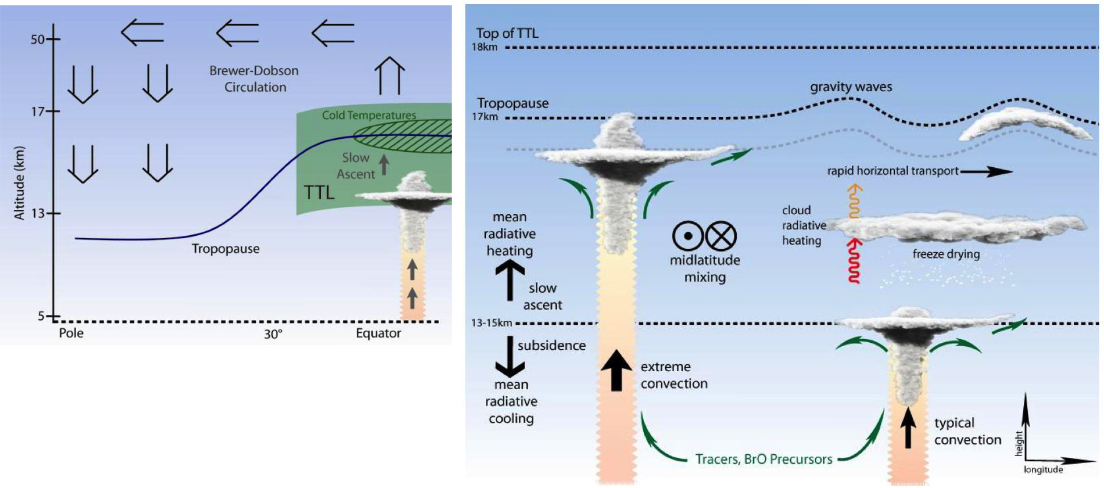 50
17
13
5
Altitude (km)
Brewer-Dobson
Circulation
Cold Temperatures
Slow
Ascent
TTL
Tropopause
Pole
30°
Equator
Top of TTL
18km
Tropopause
17km
gravity waves
rapid horizontal transport
cloud
radiative
heating
freeze drying
mean
radiative
heating
slow
ascent
midlatitude
mixing
13-15km
subsidence
mean
radiative
cooling
extreme
convection
typical
convection
Tracers, BrO Precursors
height
longitude